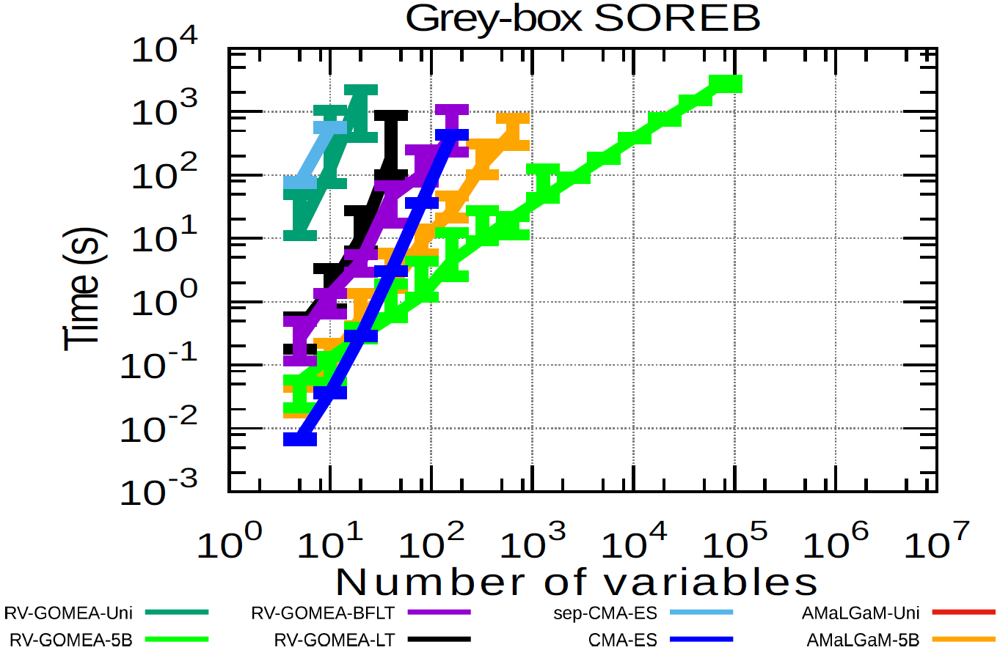 Grey-box SOREB
10^4
10^3
10^2
10^1
10^0
10^-1
10^-2
10^-3
Time (s)
10^0 10^1 10^2 10^3 10^4 10^5 10^6 10^7
Number of variables
RV-GOMEA-Uni RV-GOMEA-BFLT sep-CMA-ES AMaLGaM-Uni
RV-GOMEA-5B RV-GOMEA-LT CMA-ES AMaLGaM-5B